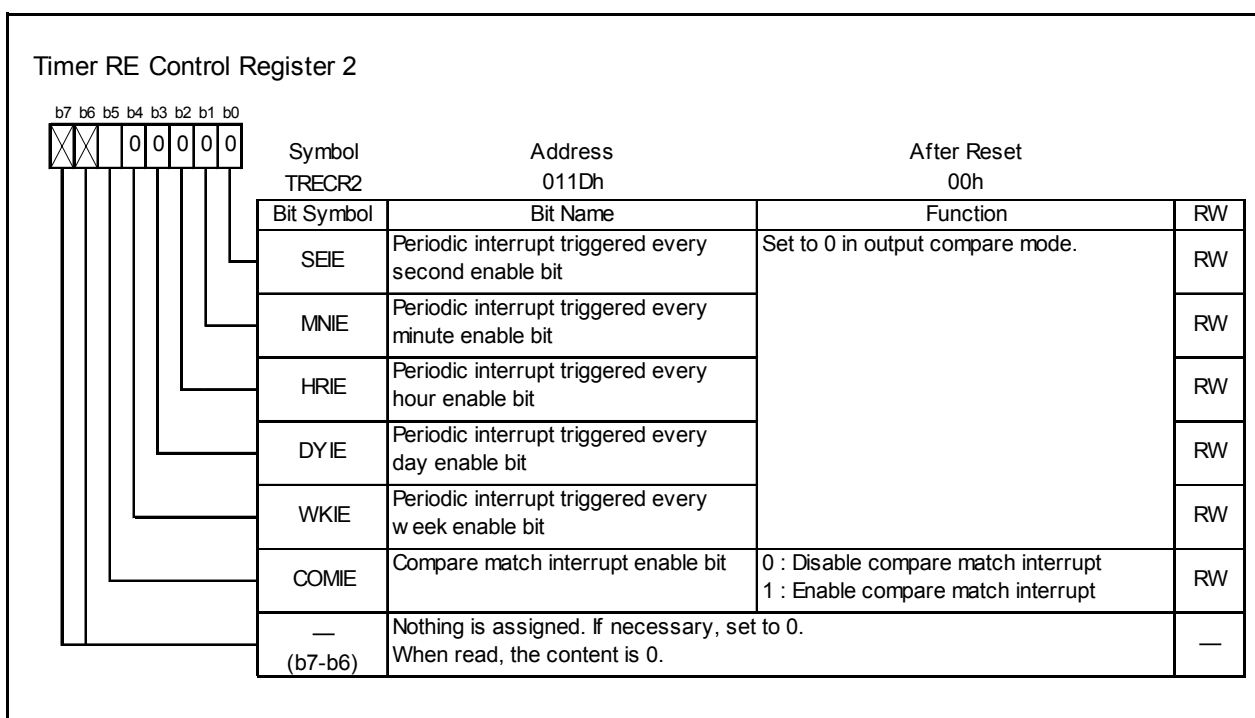 Timer RE Control Register 2
b7 b6 b5 b4 b3 b2 b1 b0
0 0 0 0 0
Symbol Address After Reset
TRECR2 011Dh 00h
Bit Symbol Bit Name Function RW
SEIE Periodic interrupt triggered every second enable bit Set to 0 in output compare mode. RW
MNIE Periodic interrupt triggered every minute enable bit RW
HRIE Periodic interrupt triggered every hour enable bit RW
DYIE Periodic interrupt triggered every day enable bit RW
WKIE Periodic interrupt triggered every week enable bit RW
COMIE Compare match interrupt enable bit 0 : Disable compare match interrupt RW
1 : Enable compare match interrupt
— Nothing is assigned. If necessary, set to 0. —
(b7-b6) When read, the content is 0.